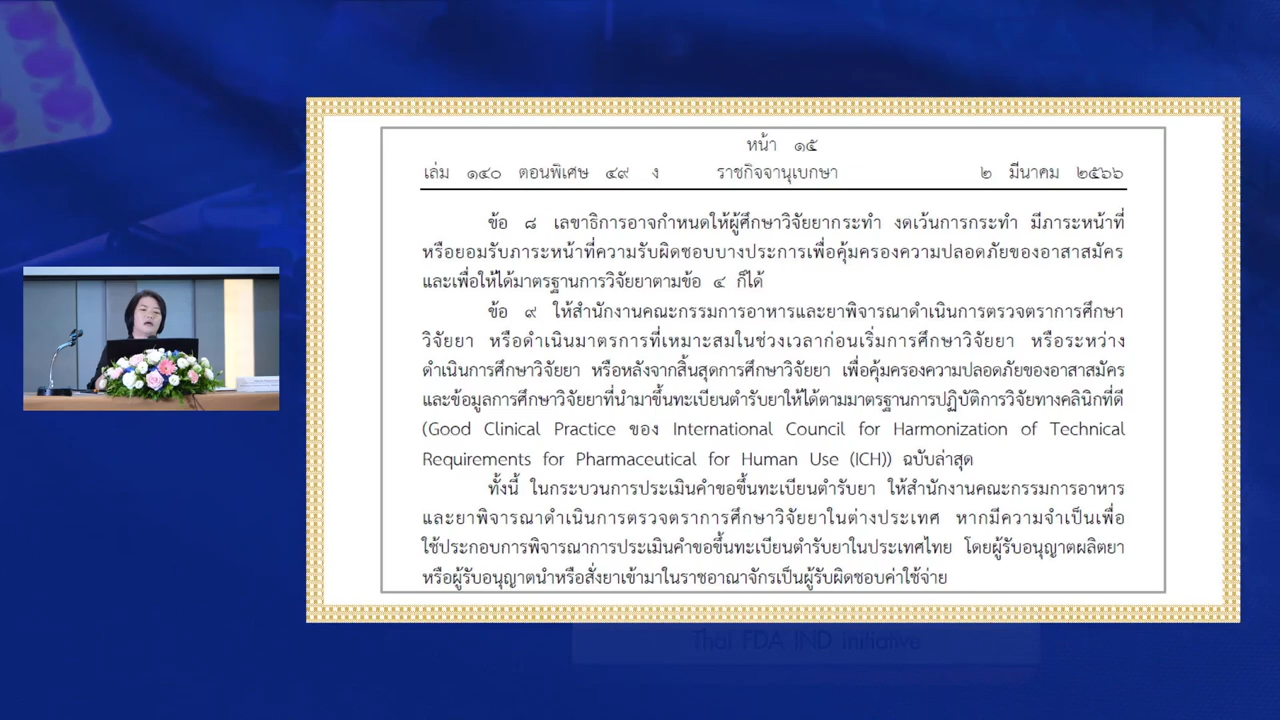 หน้า ๑๕
เล่ม ๑๔๐ ตอนพิเศษ ๔๙ ง ราชกิจจานุเบกษา ๒ มีนาคม ๒๕๖๖
ข้อ ๘ เลขาธิการอาจกำหนดให้ผู้ศึกษาวิจัยยากระทำ งดเว้นการกระทำ มีภาระหน้าที่
หรือยอมรับภาระหน้าที่ความรับผิดชอบบางประการเพื่อคุ้มครองความปลอดภัยของอาสาสมัคร
และเพื่อให้ได้มาตรฐานการวิจัยยาตามข้อ ๔ ก็ได้
ข้อ ๙ ให้สำนักงานคณะกรรมการอาหารและยาพิจารณาดำเนินการตรวจตราการศึกษา
วิจัยยา หรือดำเนินมาตรการที่เหมาะสมในช่วงเวลาก่อนเริ่มการศึกษาวิจัยยา หรือระหว่าง
ดำเนินการศึกษาวิจัยยา หรือหลังจากสิ้นสุดการศึกษาวิจัยยา เพื่อคุ้มครองความปลอดภัยของอาสาสมัคร
และข้อมูลการศึกษาวิจัยยาที่นำมาขึ้นทะเบียนตำรับยาให้ได้ตามมาตรฐานการปฏิบัติการวิจัยทางคลินิกที่ดี
(Good Clinical Practice ของ International Council for Harmonization of Technical
Requirements for Pharmaceutical for Human Use (ICH)) ฉบับล่าสุด
ทั้งนี้ ในกระบวนการประเมินคำขอขึ้นทะเบียนตำรับยา ให้สำนักงานคณะกรรมการอาหาร
และยาพิจารณาดำเนินการตรวจตราการศึกษาวิจัยยาในต่างประเทศ หากมีความจำเป็นเพื่อ
ใช้ประกอบการพิจารณาการประเมินคำขอขึ้นทะเบียนตำรับยาในประเทศไทย โดยผู้รับอนุญาตผลิตยา
หรือผู้รับอนุญาตนำหรือสั่งยาเข้ามาในราชอาณาจักรเป็นผู้รับผิดชอบค่าใช้จ่าย
Thai FDA IND initiative